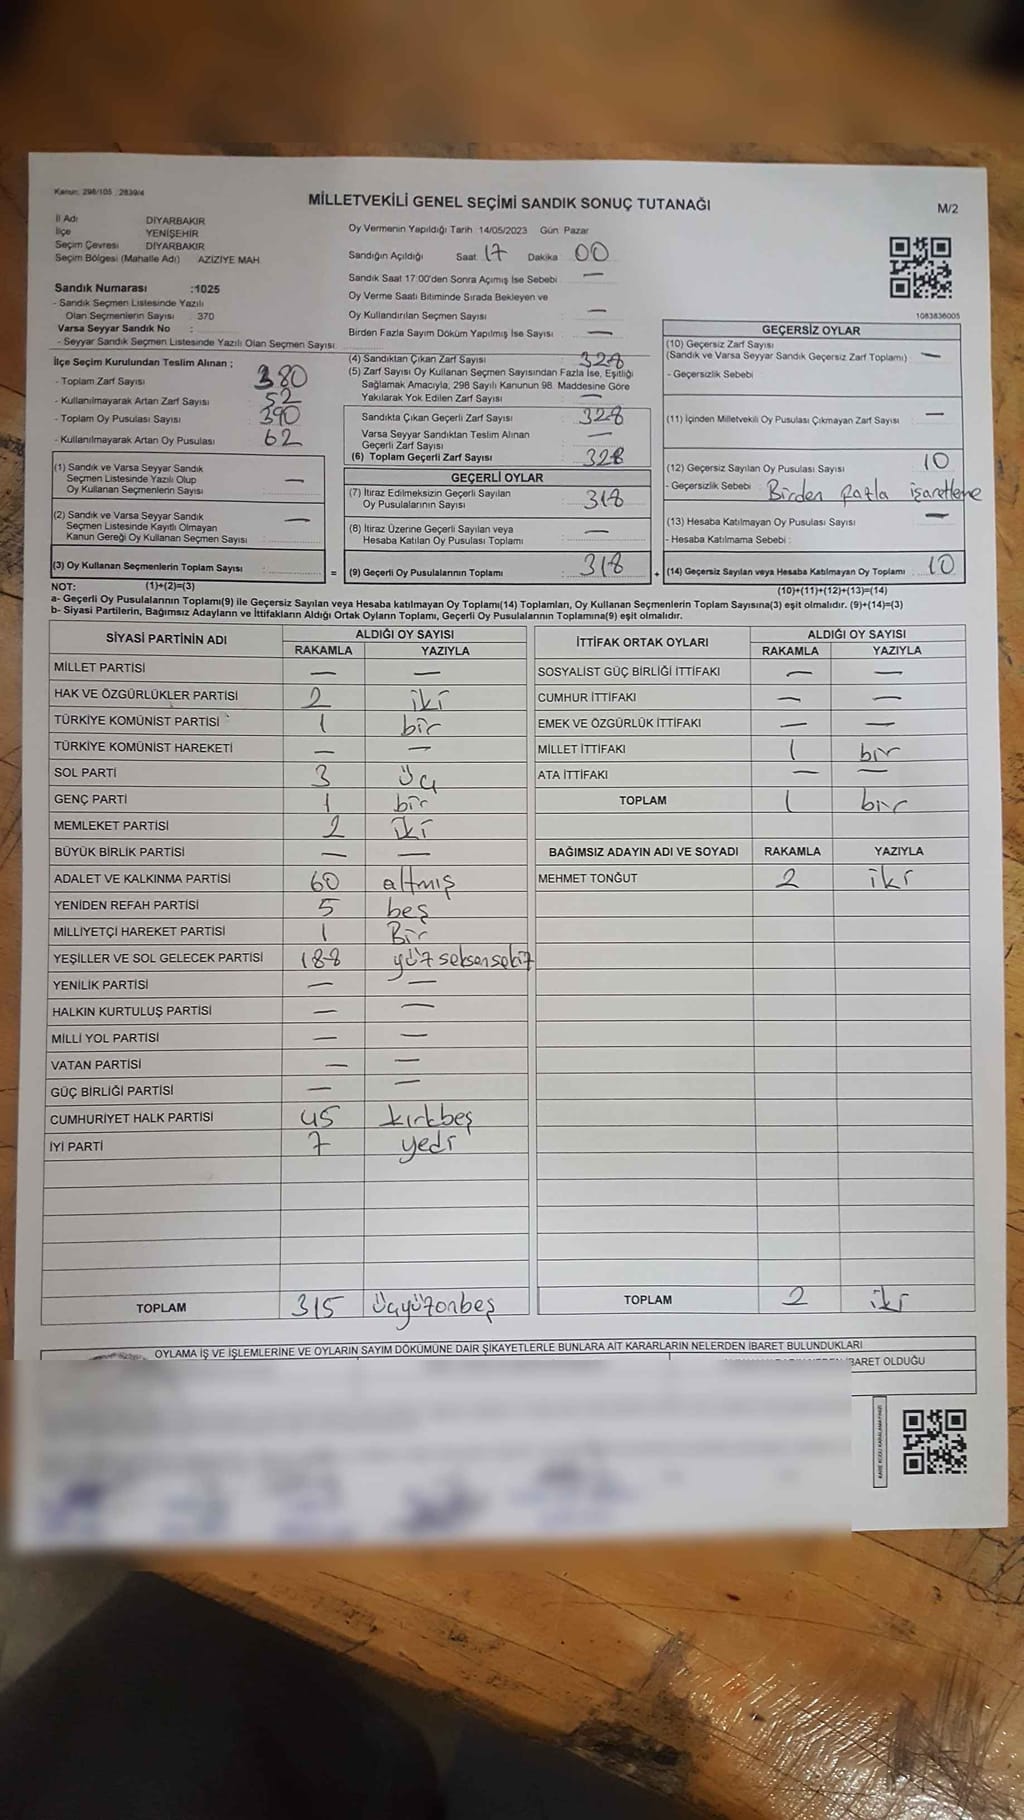 Kanun: 298/105 : 2839/4
MİLLETVEKİLİ GENEL SEÇİMİ SANDIK SONUÇ TUTANAĞI
M/2
İl Adı DİYARBAKIR
İlçe YENİŞEHİR
Seçim Çevresi DİYARBAKIR
Seçim Bölgesi (Mahalle Adı) AZİZİYE MAH.
Sandık Numarası :1025
- Sandık Seçmen Listesinde Yazılı
Olan Seçmenlerin Sayısı : 370
Varsa Seyyar Sandık No :
- Seyyar Sandık Seçmen Listesinde Yazılı Olan Seçmen Sayısı:
Oy Vermenin Yapıldığı Tarih 14/05/2023 Gün Pazar
Sandığın Açıldığı Saat 17 Dakika 00
Sandık Saat 17:00'den Sonra Açımış İse Sebebi —
Oy Verme Saati Bitiminde Sırada Bekleyen ve
Oy Kullandırılan Seçmen Sayısı —
Birden Fazla Sayım Döküm Yapılmış İse Sayısı —
1083836005
İlçe Seçim Kurulundan Teslim Alınan ;
- Toplam Zarf Sayısı 380
- Kullanılmayarak Artan Zarf Sayısı 52
- Toplam Oy Pusulası Sayısı 390
- Kullanılmayarak Artan Oy Pusulası 62
(1) Sandık ve Varsa Seyyar Sandık
Seçmen Listesinde Yazılı Olup
Oy Kullanan Seçmenlerin Sayısı —
(2) Sandık ve Varsa Seyyar Sandık
Seçmen Listesinde Kayıtlı Olmayan
Kanun Gereği Oy Kullanan Seçmen Sayısı —
(3) Oy Kullanan Seçmenlerin Toplam Sayısı
(4) Sandıktan Çıkan Zarf Sayısı 328
(5) Zarf Sayısı Oy Kullanan Seçmen Sayısından Fazla İse, Eşitliği
Sağlamak Amacıyla, 298 Sayılı Kanunun 98. Maddesine Göre
Yakılarak Yok Edilen Zarf Sayısı —
Sandıkta Çıkan Geçerli Zarf Sayısı 328
Varsa Seyyar Sandıktan Teslim Alınan
Geçerli Zarf Sayısı —
(6) Toplam Geçerli Zarf Sayısı 328
GEÇERLİ OYLAR
(7) İtiraz Edilmeksizin Geçerli Sayılan
Oy Pusulalarının Sayısı 318
(8) İtiraz Üzerine Geçerli Sayılan veya
Hesaba Katılan Oy Pusulası Toplamı —
= (9) Geçerli Oy Pusulalarının Toplamı 318
GEÇERSİZ OYLAR
(10) Geçersiz Zarf Sayısı
(Sandık ve Varsa Seyyar Sandık Geçersiz Zarf Toplamı) —
- Geçersizlik Sebebi :
(11) İçinden Milletvekili Oy Pusulası Çıkmayan Zarf Sayısı —
(12) Geçersiz Sayılan Oy Pusulası Sayısı 10
- Geçersizlik Sebebi : Birden fazla işaretleme
(13) Hesaba Katılmayan Oy Pusulası Sayısı —
- Hesaba Katılmama Sebebi :
+ (14) Geçersiz Sayılan veya Hesaba Katılmayan Oy Toplamı 10
NOT: (1)+(2)=(3) (10)+(11)+(12)+(13)=(14)
a- Geçerli Oy Pusulalarının Toplamı(9) ile Geçersiz Sayılan veya Hesaba katılmayan Oy Toplamı(14) Toplamları, Oy Kullanan Seçmenlerin Toplam Sayısına(3) eşit olmalıdır. (9)+(14)=(3)
b- Siyasi Partilerin, Bağımsız Adayların ve İttifakların Aldığı Ortak Oyların Toplamı, Geçerli Oy Pusulalarının Toplamına(9) eşit olmalıdır.
SİYASİ PARTİNİN ADI ALDIĞI OY SAYISI
RAKAMLA YAZIYLA
MİLLET PARTİSİ — —
HAK VE ÖZGÜRLÜKLER PARTİSİ 2 iki
TÜRKİYE KOMÜNİST PARTİSİ 1 bir
TÜRKİYE KOMÜNİST HAREKETİ — —
SOL PARTİ 3 üç
GENÇ PARTİ 1 bir
MEMLEKET PARTİSİ 2 iki
BÜYÜK BİRLİK PARTİSİ — —
ADALET VE KALKINMA PARTİSİ 60 altmış
YENİDEN REFAH PARTİSİ 5 beş
MİLLİYETÇİ HAREKET PARTİSİ 1 Bir
YEŞİLLER VE SOL GELECEK PARTİSİ 188 yüz seksensekiz
YENİLİK PARTİSİ — —
HALKIN KURTULUŞ PARTİSİ — —
MİLLİ YOL PARTİSİ — —
VATAN PARTİSİ — —
GÜÇ BİRLİĞİ PARTİSİ — —
CUMHURİYET HALK PARTİSİ 45 kırkbeş
İYİ PARTİ 7 yedi
TOPLAM 315 üçyüzonbeş
İTTİFAK ORTAK OYLARI ALDIĞI OY SAYISI
RAKAMLA YAZIYLA
SOSYALİST GÜÇ BİRLİĞİ İTTİFAKI — —
CUMHUR İTTİFAKI — —
EMEK VE ÖZGÜRLÜK İTTİFAKI — —
MİLLET İTTİFAKI 1 bir
ATA İTTİFAKI — —
TOPLAM 1 bir
BAĞIMSIZ ADAYIN ADI VE SOYADI RAKAMLA YAZIYLA
MEHMET TONĞUT 2 iki
TOPLAM 2 iki
OYLAMA İŞ VE İŞLEMLERİNE VE OYLARIN SAYIM DÖKÜMÜNE DAİR ŞİKAYETLERLE BUNLARA AİT KARARLARIN NELERDEN İBARET BULUNDUKLARI
İBARET OLDUĞU